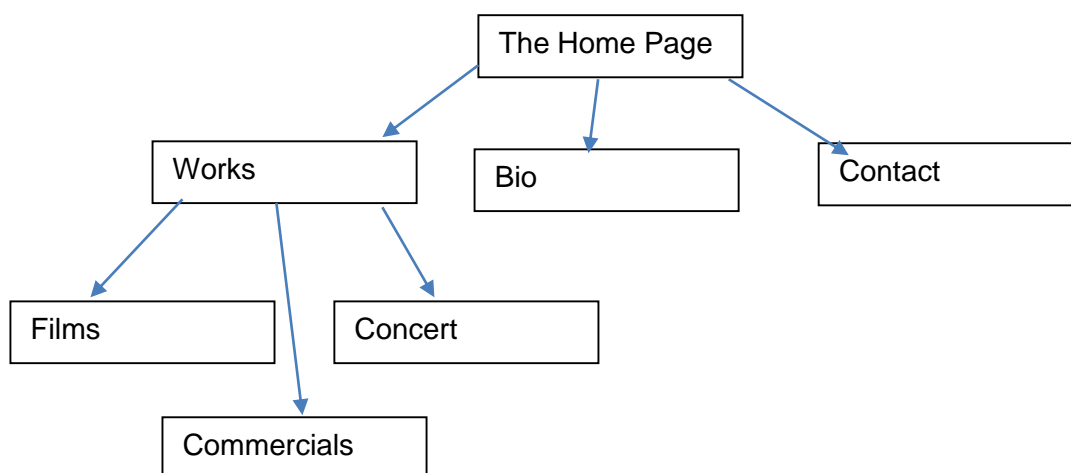 The Home Page
Works
Bio
Contact
Films
Concert
Commercials